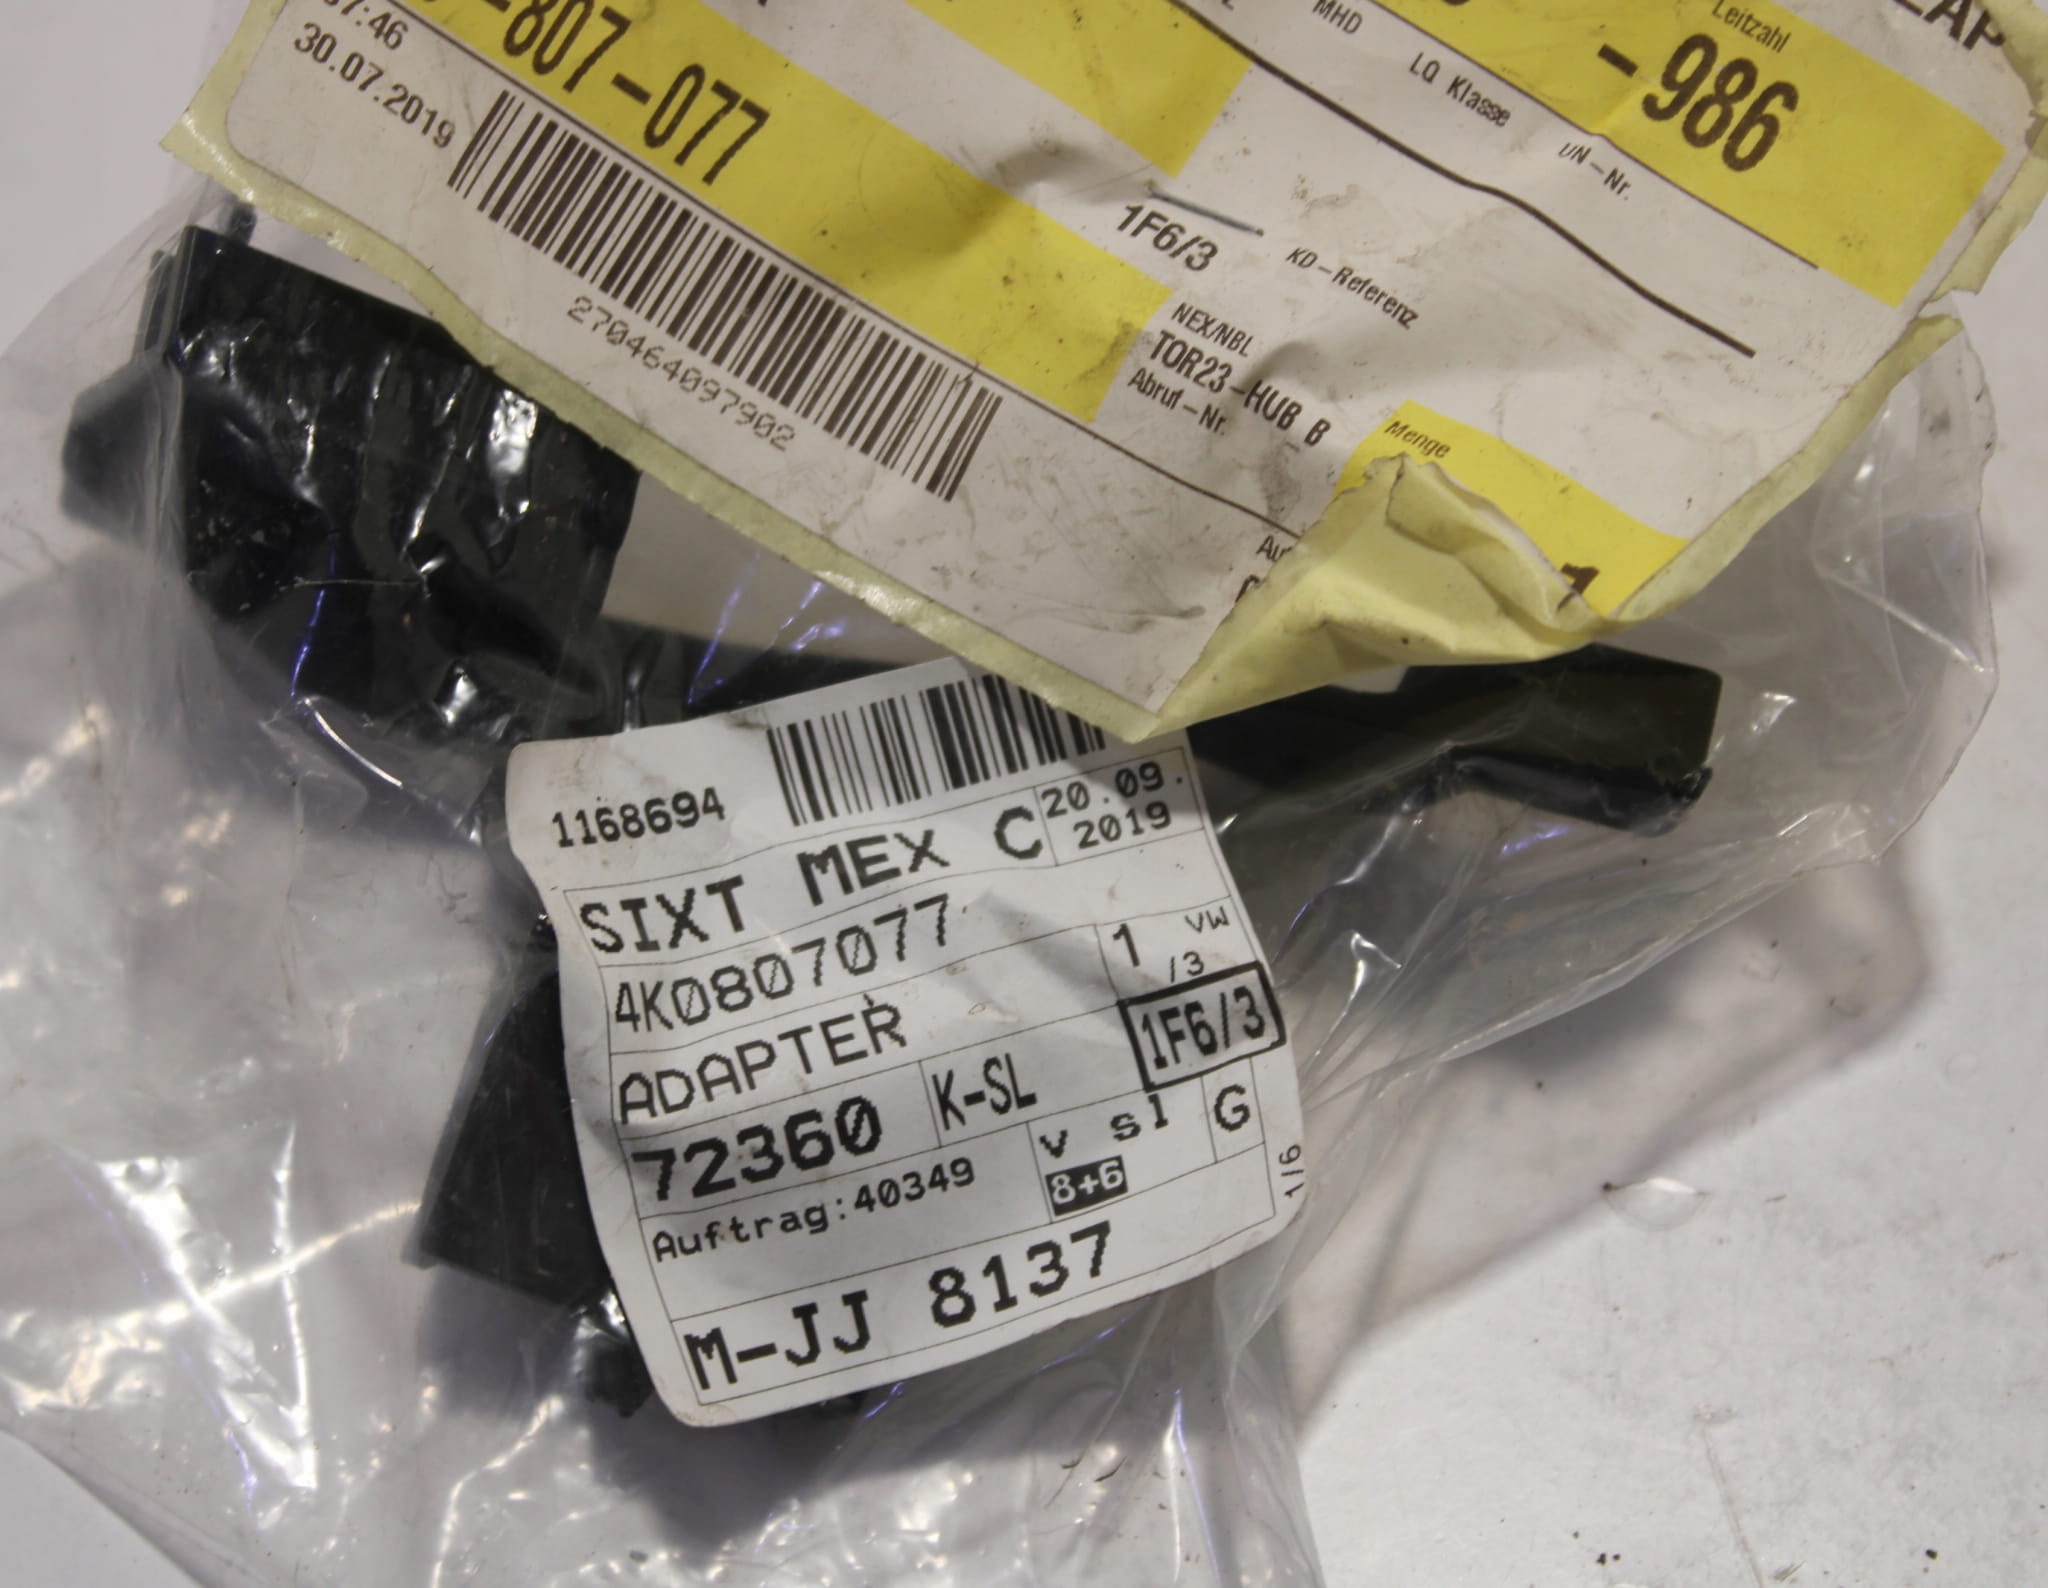 :46
30.07.2019
-807-077
270464097902
MHD
LQ Klasse
UN-Nr.
Leitzahl
-986
1F6/3
KD-Referenz
NEX/NBL
TOR23-HUB B
Abruf-Nr.
Menge
1168694
SIXT MEX C
20.09.
2019
4K0807077
1 VW
/3
ADAPTER
1F6/3
72360
K-SL
v sl
G
Auftrag:40349
8+6
1/6
M-JJ 8137